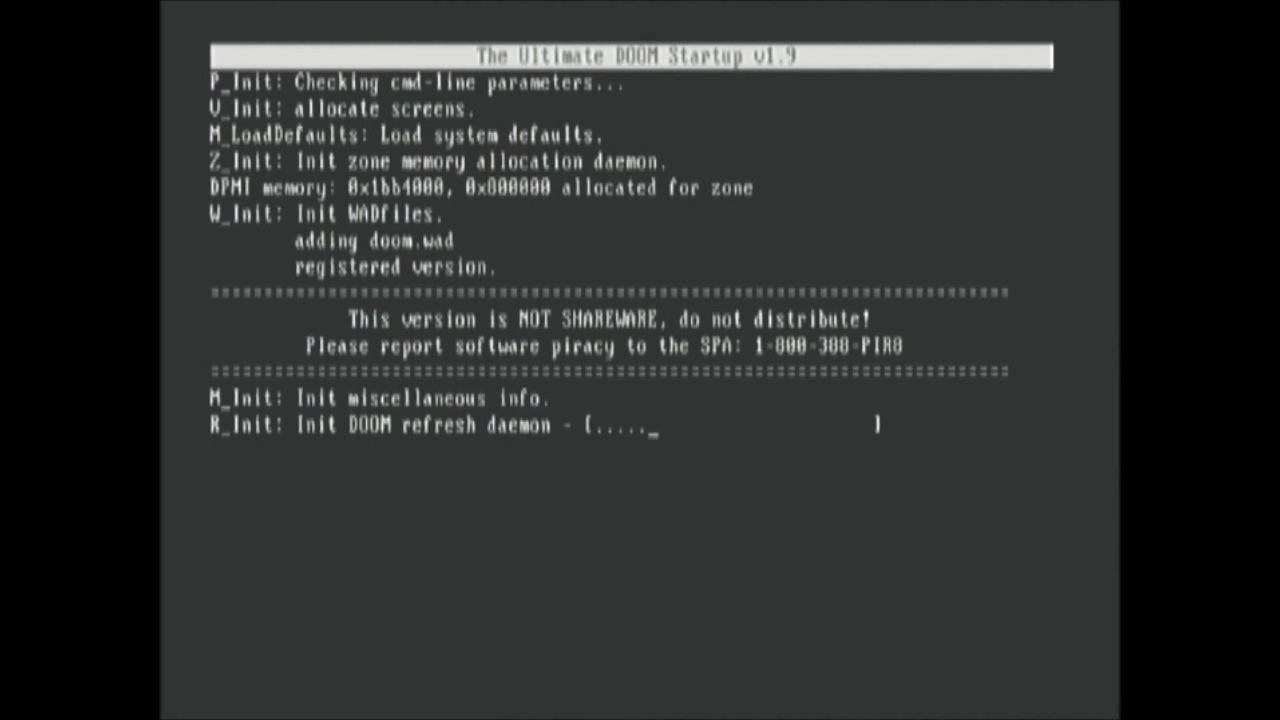 The Ultimate DOOM Startup v1.9
P_Init: Checking cmd-line parameters...
V_Init: allocate screens.
M_LoadDefaults: Load system defaults.
Z_Init: Init zone memory allocation daemon.
DPMI memory: 0x1bb4000, 0x800000 allocated for zone
W_Init: Init WADfiles.
adding doom.wad
registered version.
===========================================================================
This version is NOT SHAREWARE, do not distribute!
Please report software piracy to the SPA: 1-800-388-PIR8
===========================================================================
M_Init: Init miscellaneous info.
R_Init: Init DOOM refresh daemon - [....._                    ]